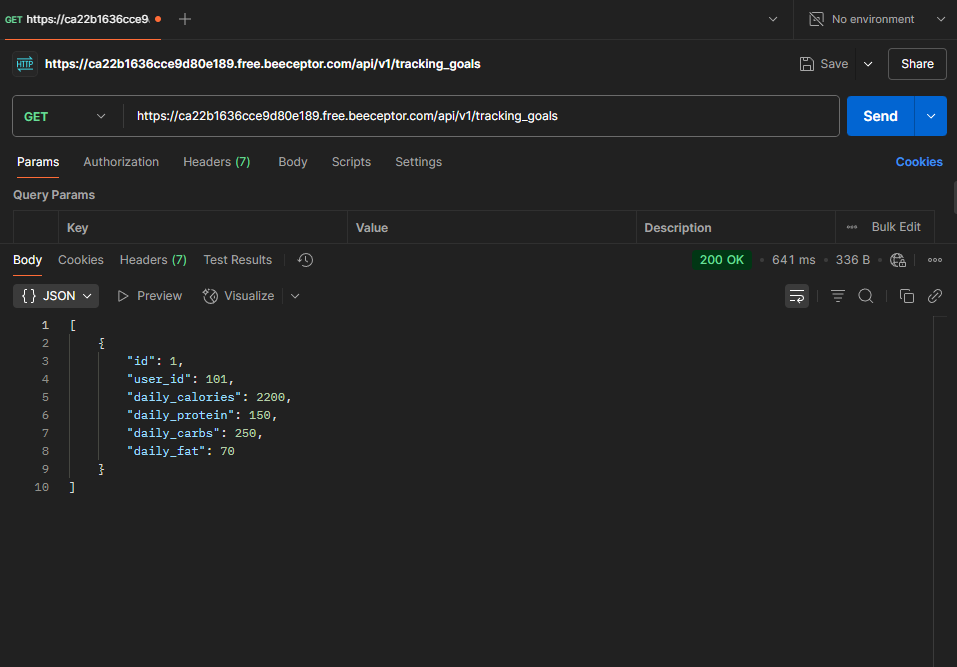 GET https://ca22b1636cce9 No environment
HTTP https://ca22b1636cce9d80e189.free.beeceptor.com/api/v1/tracking_goals Save Share
GET https://ca22b1636cce9d80e189.free.beeceptor.com/api/v1/tracking_goals Send
Params Authorization Headers (7) Body Scripts Settings Cookies
Query Params
Key Value Description Bulk Edit
Body Cookies Headers (7) Test Results 200 OK 641 ms 336 B
{} JSON Preview Visualize
1 [
2 {
3 "id": 1,
4 "user_id": 101,
5 "daily_calories": 2200,
6 "daily_protein": 150,
7 "daily_carbs": 250,
8 "daily_fat": 70
9 }
10 ]